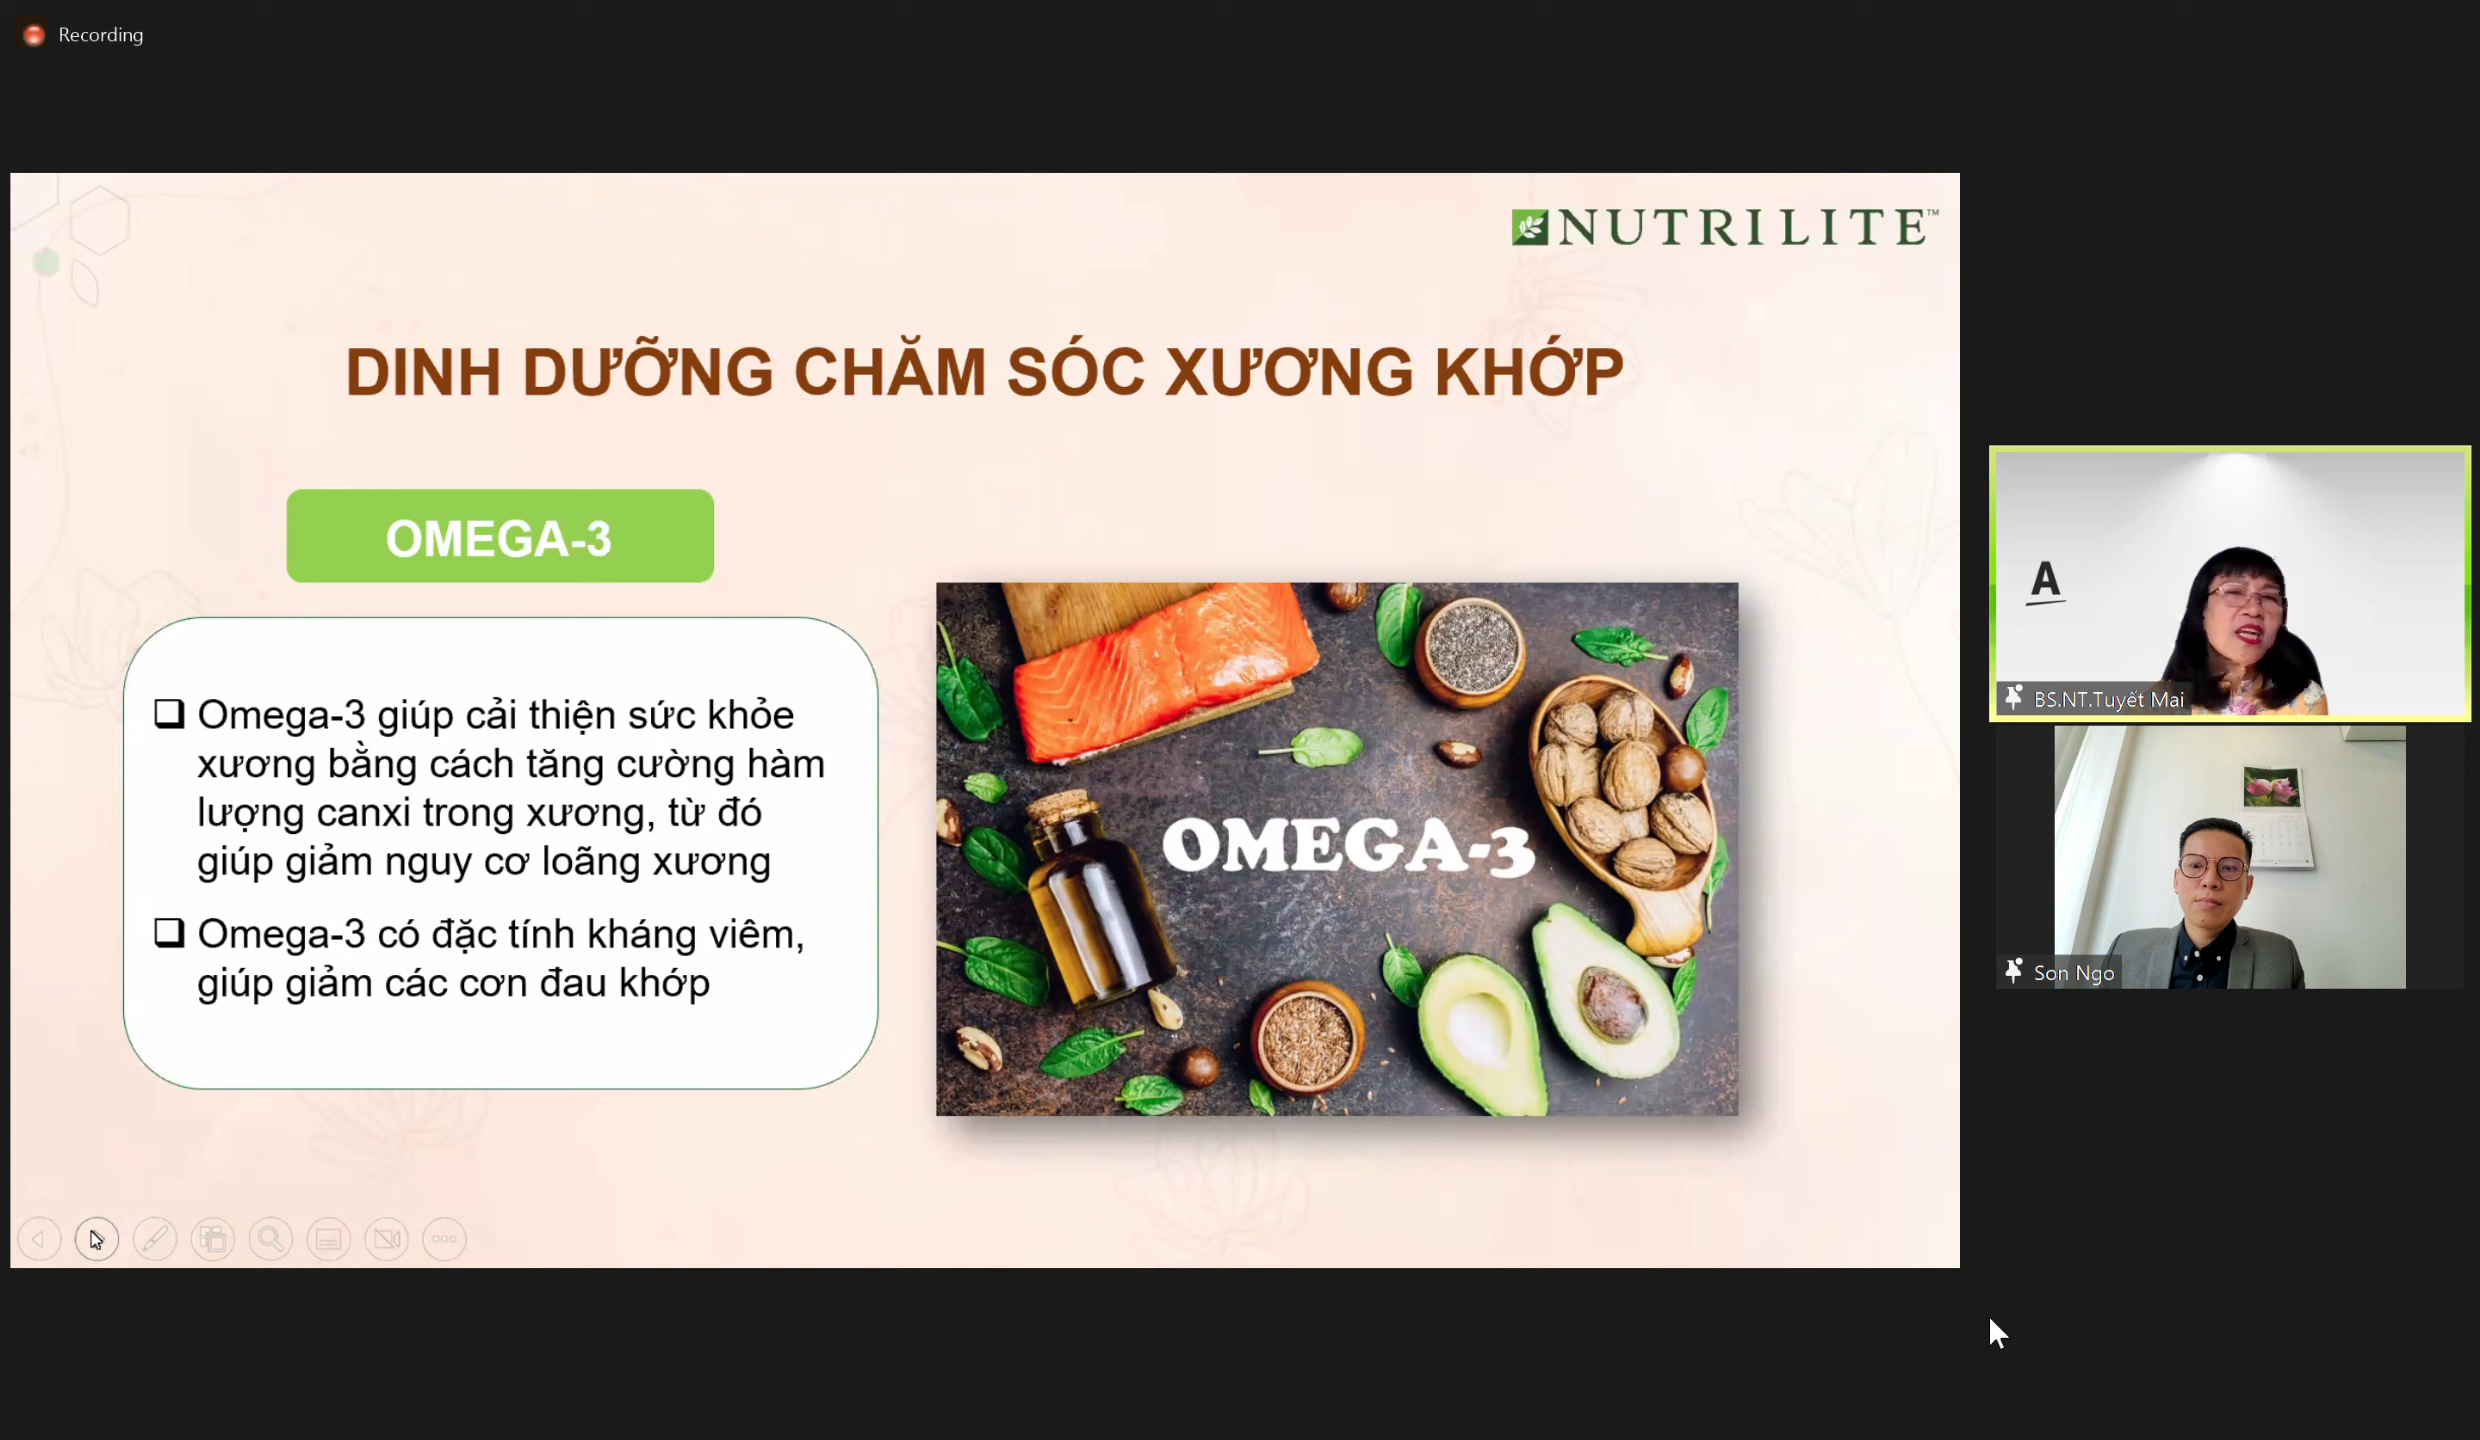 Recording
NUTRILITE™
DINH DƯỠNG CHĂM SÓC XƯƠNG KHỚP
OMEGA-3
❑ Omega-3 giúp cải thiện sức khỏe
xương bằng cách tăng cường hàm
lượng canxi trong xương, từ đó
giúp giảm nguy cơ loãng xương
❑ Omega-3 có đặc tính kháng viêm,
giúp giảm các cơn đau khớp
OMEGA-3
A
BS.NT.Tuyết Mai
Son Ngo